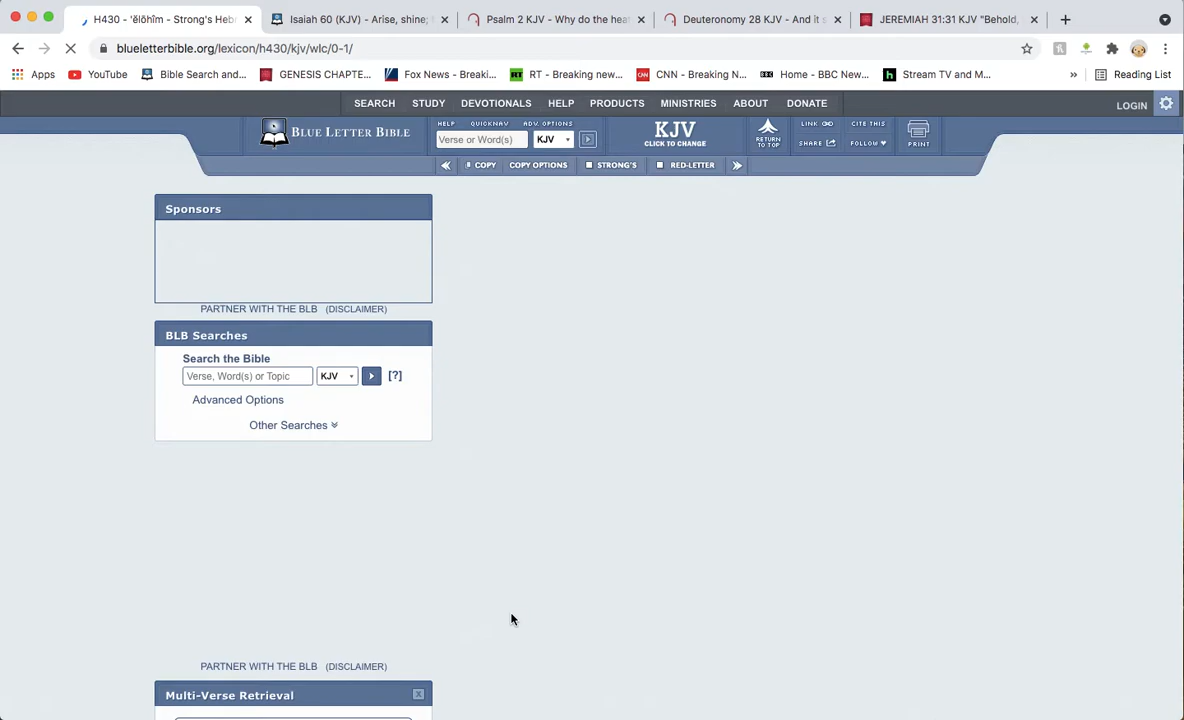 H430 - 'ĕlōhîm - Strong's Heb
Isaiah 60 (KJV) - Arise, shine;
Psalm 2 KJV - Why do the hea
Deuteronomy 28 KJV - And it s
JEREMIAH 31:31 KJV "Behold,
blueletterbible.org/lexicon/h430/kjv/wlc/0-1/
Apps
YouTube
Bible Search and...
GENESIS CHAPTE...
Fox News - Breaki...
RT - Breaking new...
CNN - Breaking N...
Home - BBC New...
Stream TV and M...
»
Reading List
SEARCH STUDY DEVOTIONALS HELP PRODUCTS MINISTRIES ABOUT DONATE
LOGIN
BLUE LETTER BIBLE
HELP QUICKNAV ADV. OPTIONS
Verse or Word(s)
KJV
KJV
CLICK TO CHANGE
RETURN
TO TOP
LINK
SHARE
CITE THIS
FOLLOW
PRINT
COPY COPY OPTIONS STRONG'S RED-LETTER
Sponsors
PARTNER WITH THE BLB (DISCLAIMER)
BLB Searches
Search the Bible
Verse, Word(s) or Topic KJV [?]
Advanced Options
Other Searches
PARTNER WITH THE BLB (DISCLAIMER)
Multi-Verse Retrieval x